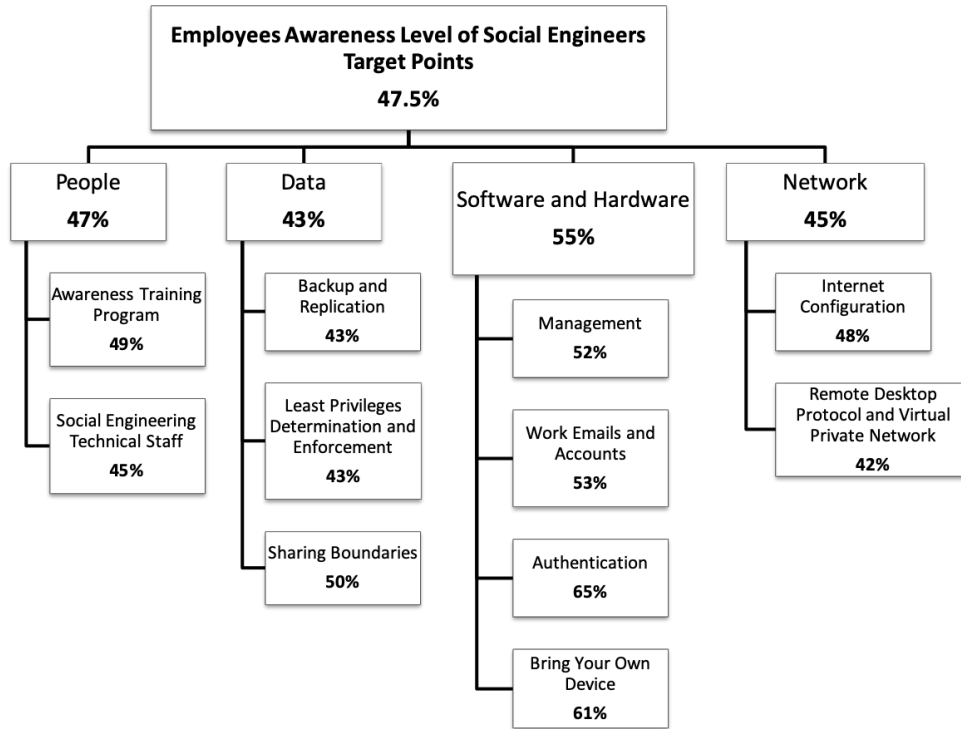 Employees Awareness Level of Social Engineers
Target Points
47.5%
People
47%
Awareness Training
Program
49%
Social Engineering
Technical Staff
45%
Data
43%
Backup and
Replication
43%
Least Privileges
Determination and
Enforcement
43%
Sharing Boundaries
50%
Software and Hardware
55%
Management
52%
Work Emails and
Accounts
53%
Authentication
65%
Bring Your Own
Device
61%
Network
45%
Internet
Configuration
48%
Remote Desktop
Protocol and Virtual
Private Network
42%